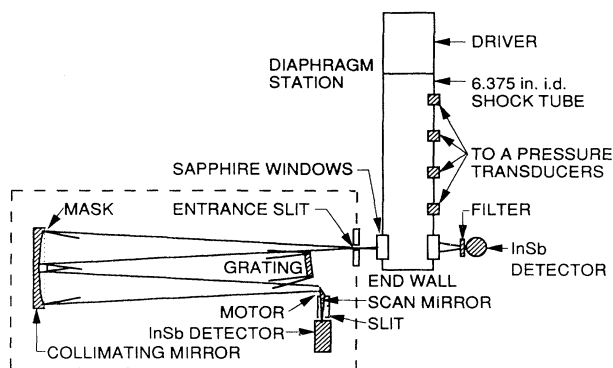 DRIVER
DIAPHRAGM
STATION
6.375 in. i.d.
SHOCK TUBE
TO A PRESSURE
TRANSDUCERS
SAPPHIRE WINDOWS
MASK
ENTRANCE SLIT
FILTER
GRATING
InSb
DETECTOR
END WALL
SCAN MIRROR
MOTOR
SLIT
InSb DETECTOR
COLLIMATING MIRROR